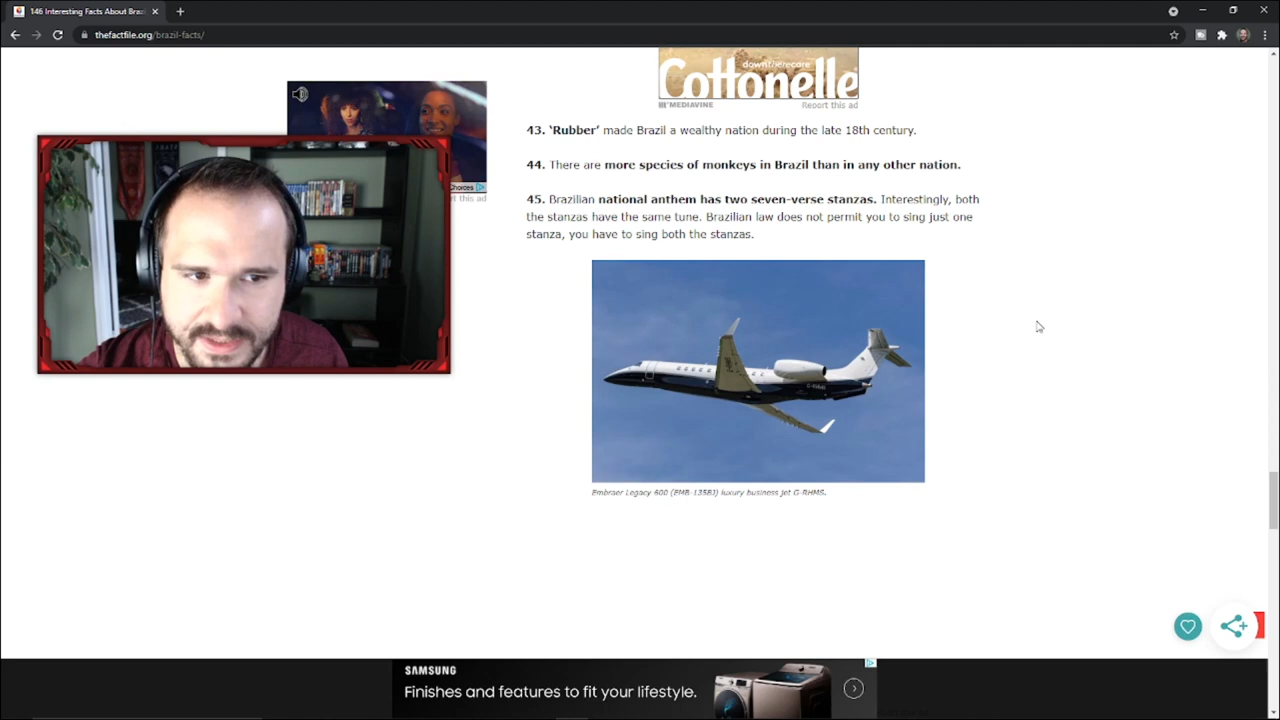 146 Interesting Facts About Brazi
thefactfile.org/brazil-facts/
downtherecare
Cottonelle
MEDIAVINE
Report this ad
Choices
rt this ad
43. ‘Rubber’ made Brazil a wealthy nation during the late 18th century.
44. There are more species of monkeys in Brazil than in any other nation.
45. Brazilian national anthem has two seven-verse stanzas. Interestingly, both
the stanzas have the same tune. Brazilian law does not permit you to sing just one
stanza, you have to sing both the stanzas.
Embraer Legacy 600 (EMB-135BJ) luxury business jet G-RHMS.
SAMSUNG
Finishes and features to fit your lifestyle.